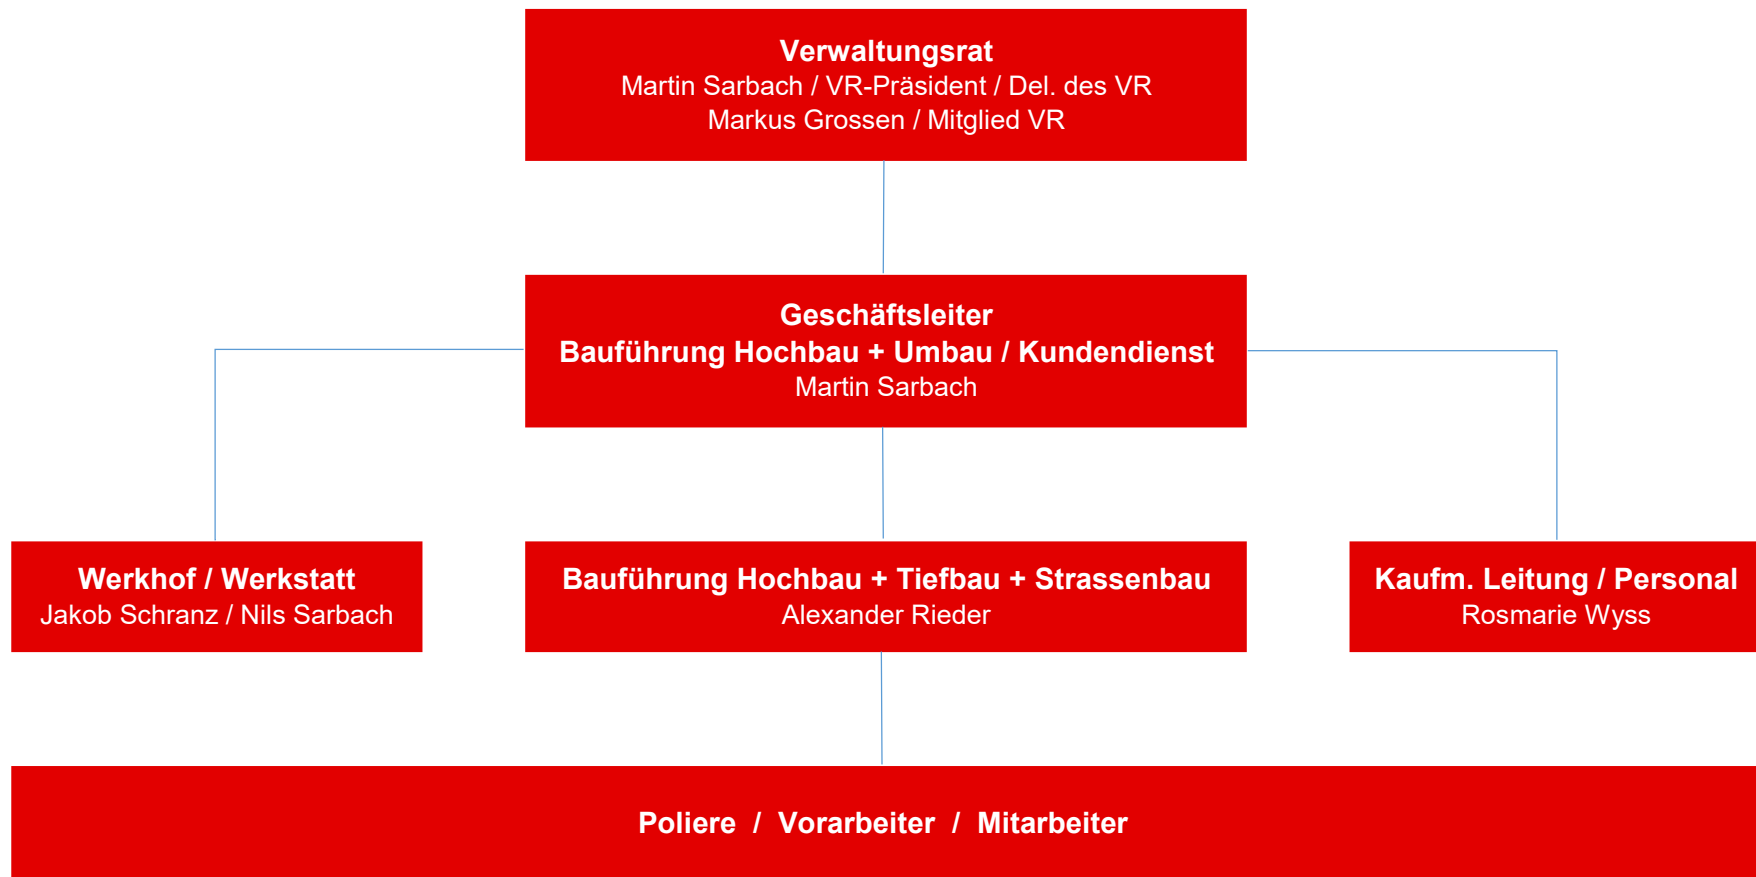 Verwaltungsrat
Martin Sarbach / VR-Präsident / Del. des VR
Markus Grossen / Mitglied VR
Geschäftsleiter
Bauführung Hochbau + Umbau / Kundendienst
Martin Sarbach
Werkhof / Werkstatt
Jakob Schranz / Nils Sarbach
Bauführung Hochbau + Tiefbau + Strassenbau
Alexander Rieder
Kaufm. Leitung / Personal
Rosmarie Wyss
Poliere / Vorarbeiter / Mitarbeiter